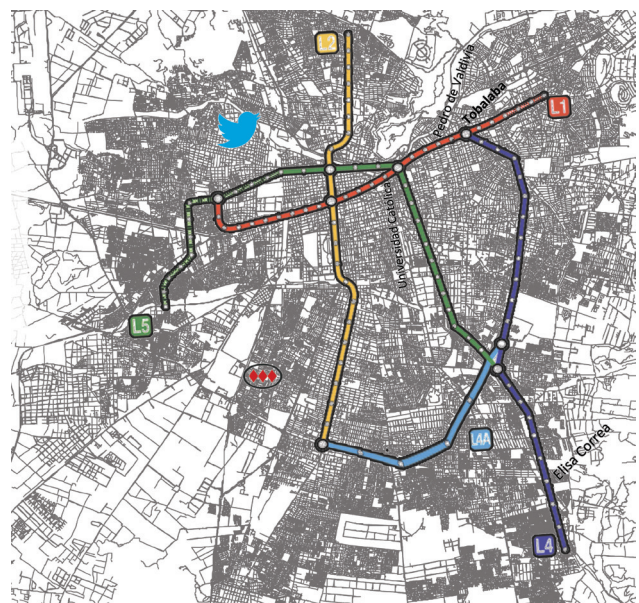 L2
Pedro de Valdivia
Tobalaba
L1
Universidad Católica
L5
L4A
Elisa Correa
L4